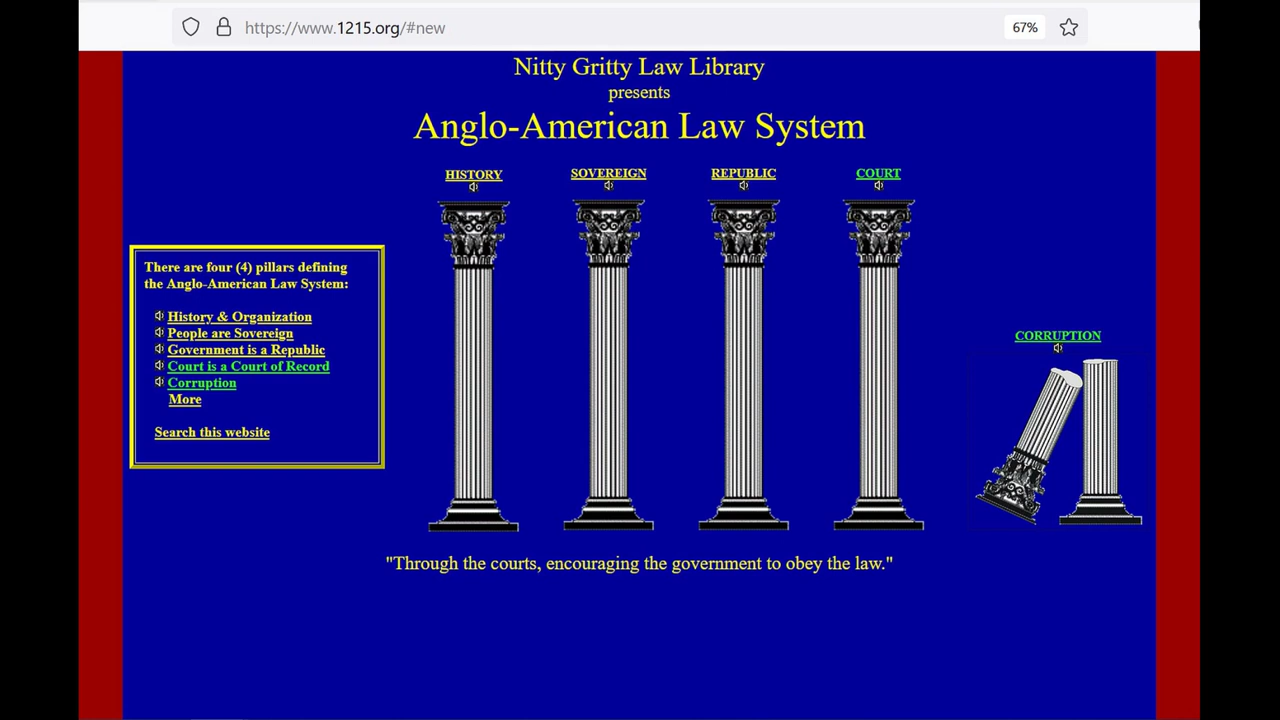 https://www.1215.org/#new
67%
Nitty Gritty Law Library
presents
Anglo-American Law System
HISTORY
SOVEREIGN
REPUBLIC
COURT
There are four (4) pillars defining
the Anglo-American Law System:
History & Organization
People are Sovereign
Government is a Republic
Court is a Court of Record
Corruption
More
Search this website
CORRUPTION
"Through the courts, encouraging the government to obey the law."